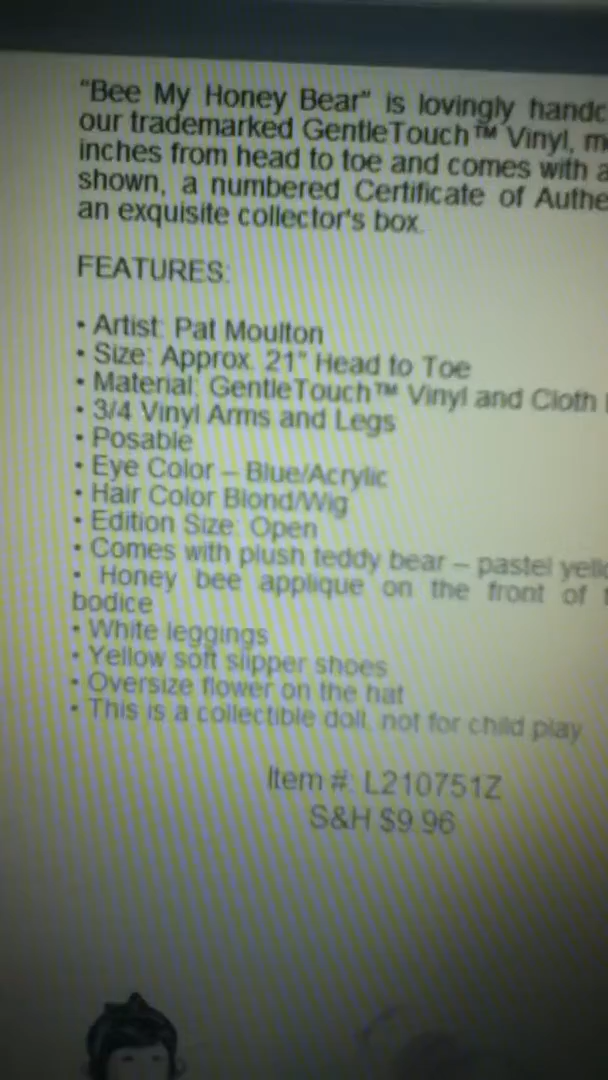 "Bee My Honey Bear" is lovingly
our trademarked GentleTouch™ Vinyl,
inches from head to toe and comes with
shown, a numbered Certificate of
an exquisite collector's box.
FEATURES:
• Artist: Pat Moulton
• Size: Approx. 21" Head to Toe
• Material: GentleTouch™ Vinyl and Cloth
• 3/4 Vinyl Arms and Legs
• Posable
• Eye Color – Blue/Acrylic
• Hair Color Blond/Wig
• Edition Size: Open
• Comes with plush teddy bear – pastel
• Honey bee applique on the front of
bodice
• White leggings
• Yellow soft slipper shoes
• Oversize flower on the hat
• This is a collectible doll, not for child play
Item #: L210751Z
S&H $9.96